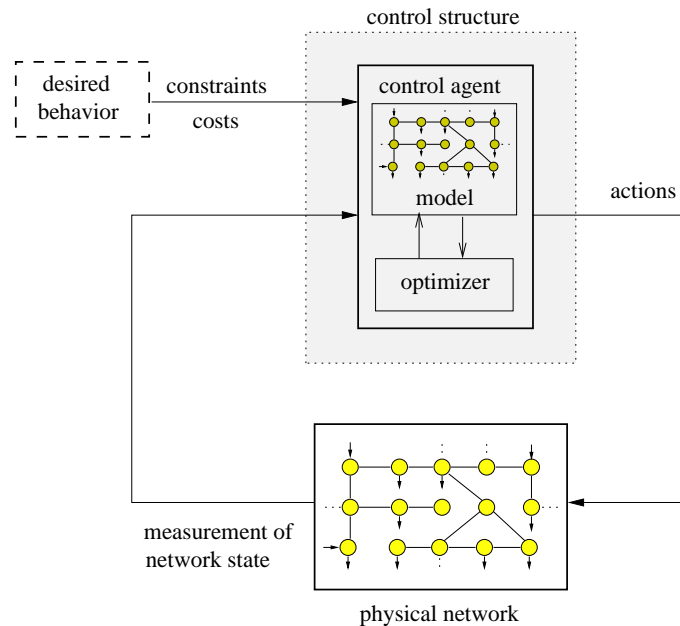 control structure
desired
behavior
constraints
costs
control agent
model
optimizer
actions
measurement of
network state
physical network